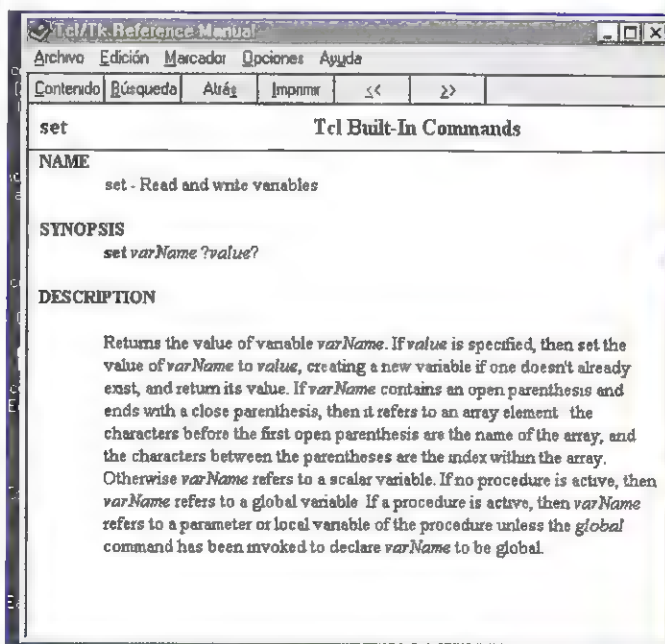 Tcl/Tk Reference Manual
Archivo Edición Marcador Opciones Ayuda
Contenido Búsqueda Atrás Imprimir << >>
set Tcl Built-In Commands
NAME
set - Read and write variables
SYNOPSIS
set varName ?value?
DESCRIPTION
Returns the value of variable varName. If value is specified, then set the
value of varName to value, creating a new variable if one doesn't already
exist, and return its value. If varName contains an open parenthesis and
ends with a close parenthesis, then it refers to an array element the
characters before the first open parenthesis are the name of the array, and
the characters between the parentheses are the index within the array.
Otherwise varName refers to a scalar variable. If no procedure is active, then
varName refers to a global variable If a procedure is active, then varName
refers to a parameter or local variable of the procedure unless the global
command has been invoked to declare varName to be global.